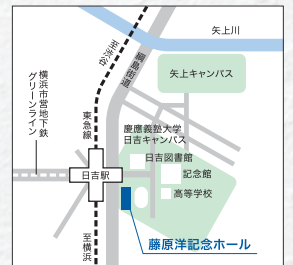 矢上川
至渋谷
綱島街道
矢上キャンパス
横浜市営地下鉄
グリーンライン
東急線
慶應義塾大学
日吉キャンパス
日吉図書館
記念館
日吉駅
高等学校
至横浜
藤原洋記念ホール